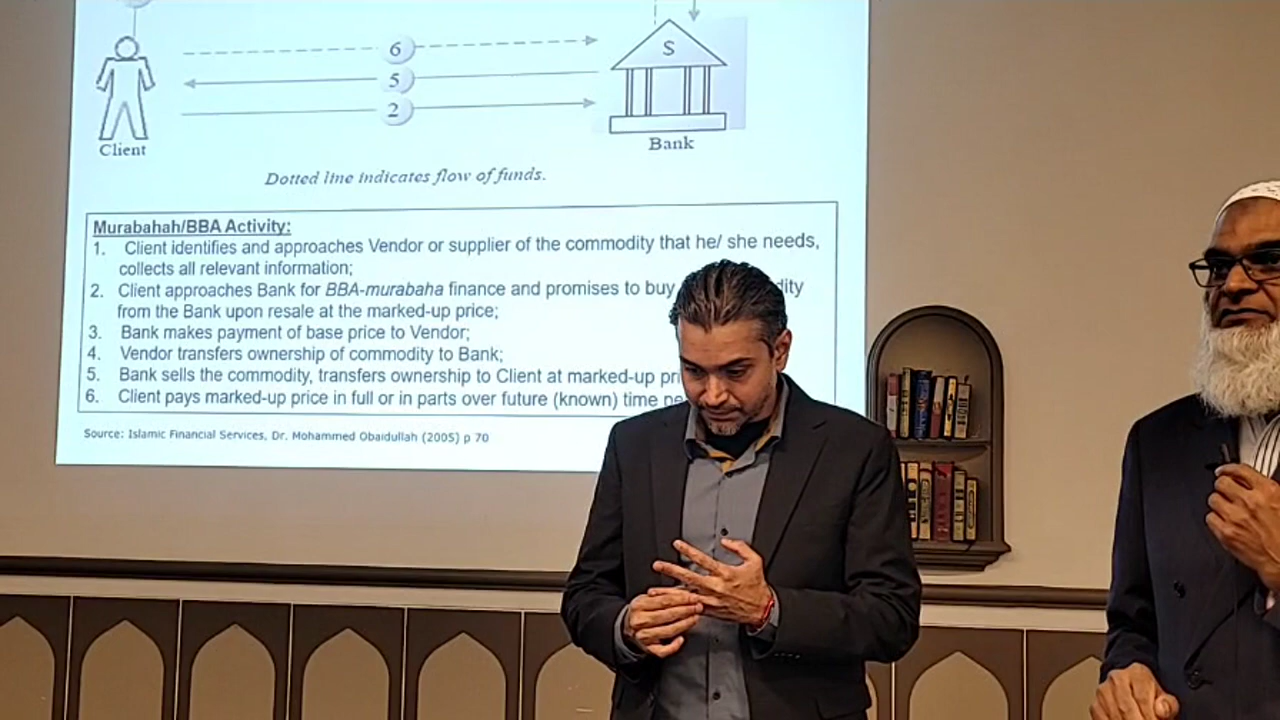 6
S
5
2
Client
Bank
Dotted line indicates flow of funds.
Murabahah/BBA Activity:
1. Client identifies and approaches Vendor or supplier of the commodity that he/ she needs,
collects all relevant information;
2. Client approaches Bank for BBA-murabaha finance and promises to buy
from the Bank upon resale at the marked-up price;
3. Bank makes payment of base price to Vendor;
4. Vendor transfers ownership of commodity to Bank;
5. Bank sells the commodity, transfers ownership to Client at marked-up
6. Client pays marked-up price in full or in parts over future (known) time
Source: Islamic Financial Services, Dr. Mohammed Obaidullah (2005) p 70